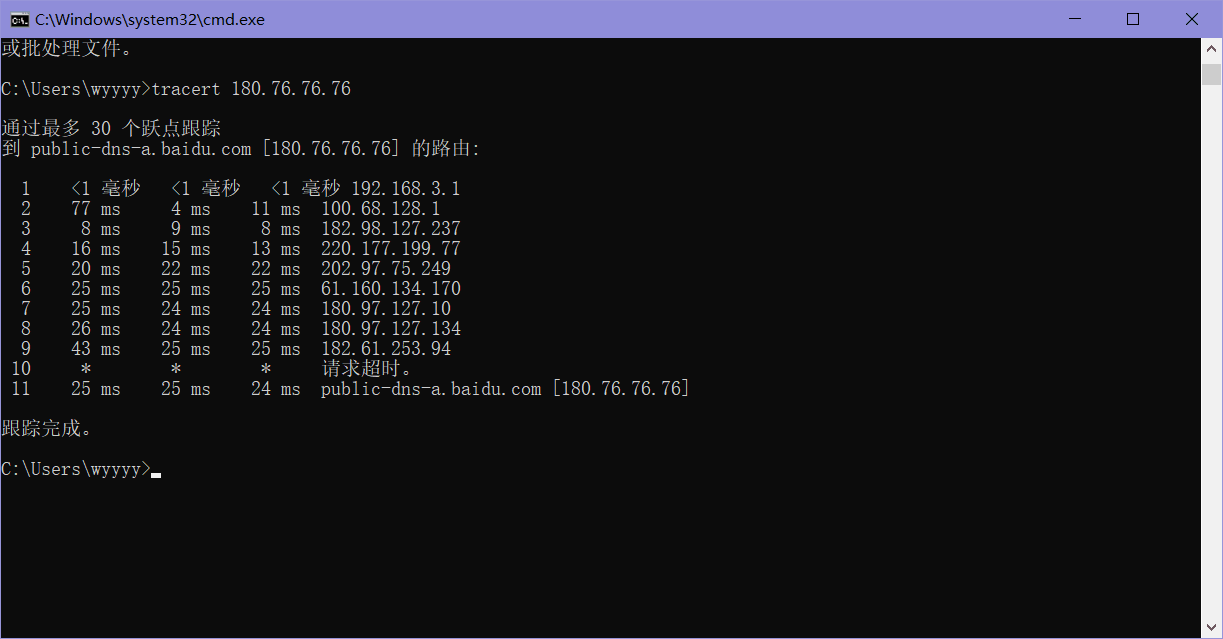 C:\Windows\system32\cmd.exe
或批处理文件。
C:\Users\wyyyy>tracert 180.76.76.76
通过最多 30 个跃点跟踪
到 public-dns-a.baidu.com [180.76.76.76] 的路由:
1 <1 毫秒 <1 毫秒 <1 毫秒 192.168.3.1
2 77 ms 4 ms 11 ms 100.68.128.1
3 8 ms 9 ms 8 ms 182.98.127.237
4 16 ms 15 ms 13 ms 220.177.199.77
5 20 ms 22 ms 22 ms 202.97.75.249
6 25 ms 25 ms 25 ms 61.160.134.170
7 25 ms 24 ms 24 ms 180.97.127.10
8 26 ms 24 ms 24 ms 180.97.127.134
9 43 ms 25 ms 25 ms 182.61.253.94
10 * * * 请求超时。
11 25 ms 25 ms 24 ms public-dns-a.baidu.com [180.76.76.76]
跟踪完成。
C:\Users\wyyyy>